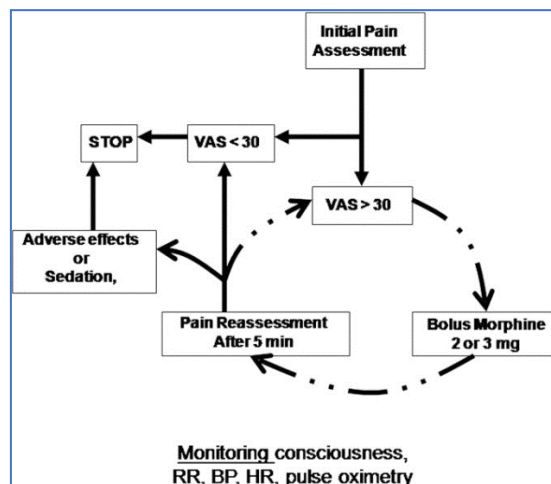 Initial Pain
Assessment
STOP
VAS < 30
VAS > 30
Adverse effects
or
Sedation,
Pain Reassessment
After 5 min
Bolus Morphine
2 or 3 mg
Monitoring consciousness,
RR, BP, HR, pulse oximetry